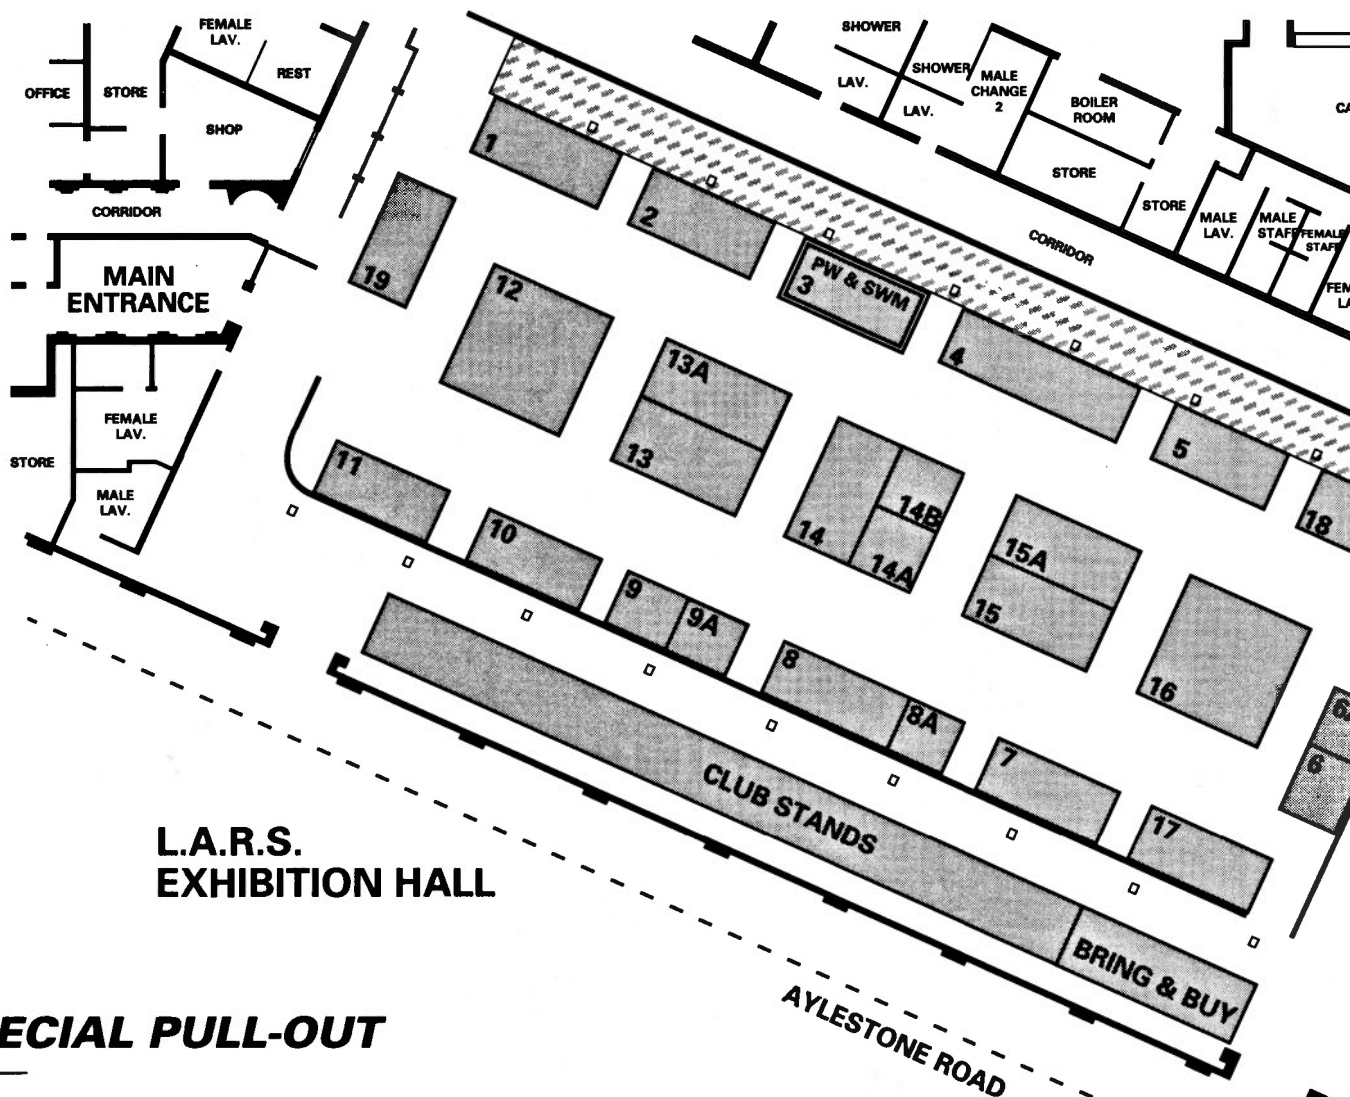 FEMALE
LAV.
REST
OFFICE
STORE
SHOP
CORRIDOR
MAIN
ENTRANCE
FEMALE
LAV.
STORE
MALE
LAV.
SHOWER
SHOWER
LAV.
LAV.
MALE
CHANGE
2
BOILER
ROOM
STORE
STORE
MALE
LAV.
MALE
STAFF
FEMALE
STAFF
CORRIDOR
1
2
PW & SWM
3
4
5
18
19
12
13A
13
14
14B
14A
15A
15
16
6
11
10
9
9A
8
8A
7
17
CLUB STANDS
BRING & BUY
L.A.R.S.
EXHIBITION HALL
AYLESTONE ROAD
ECIAL PULL-OUT